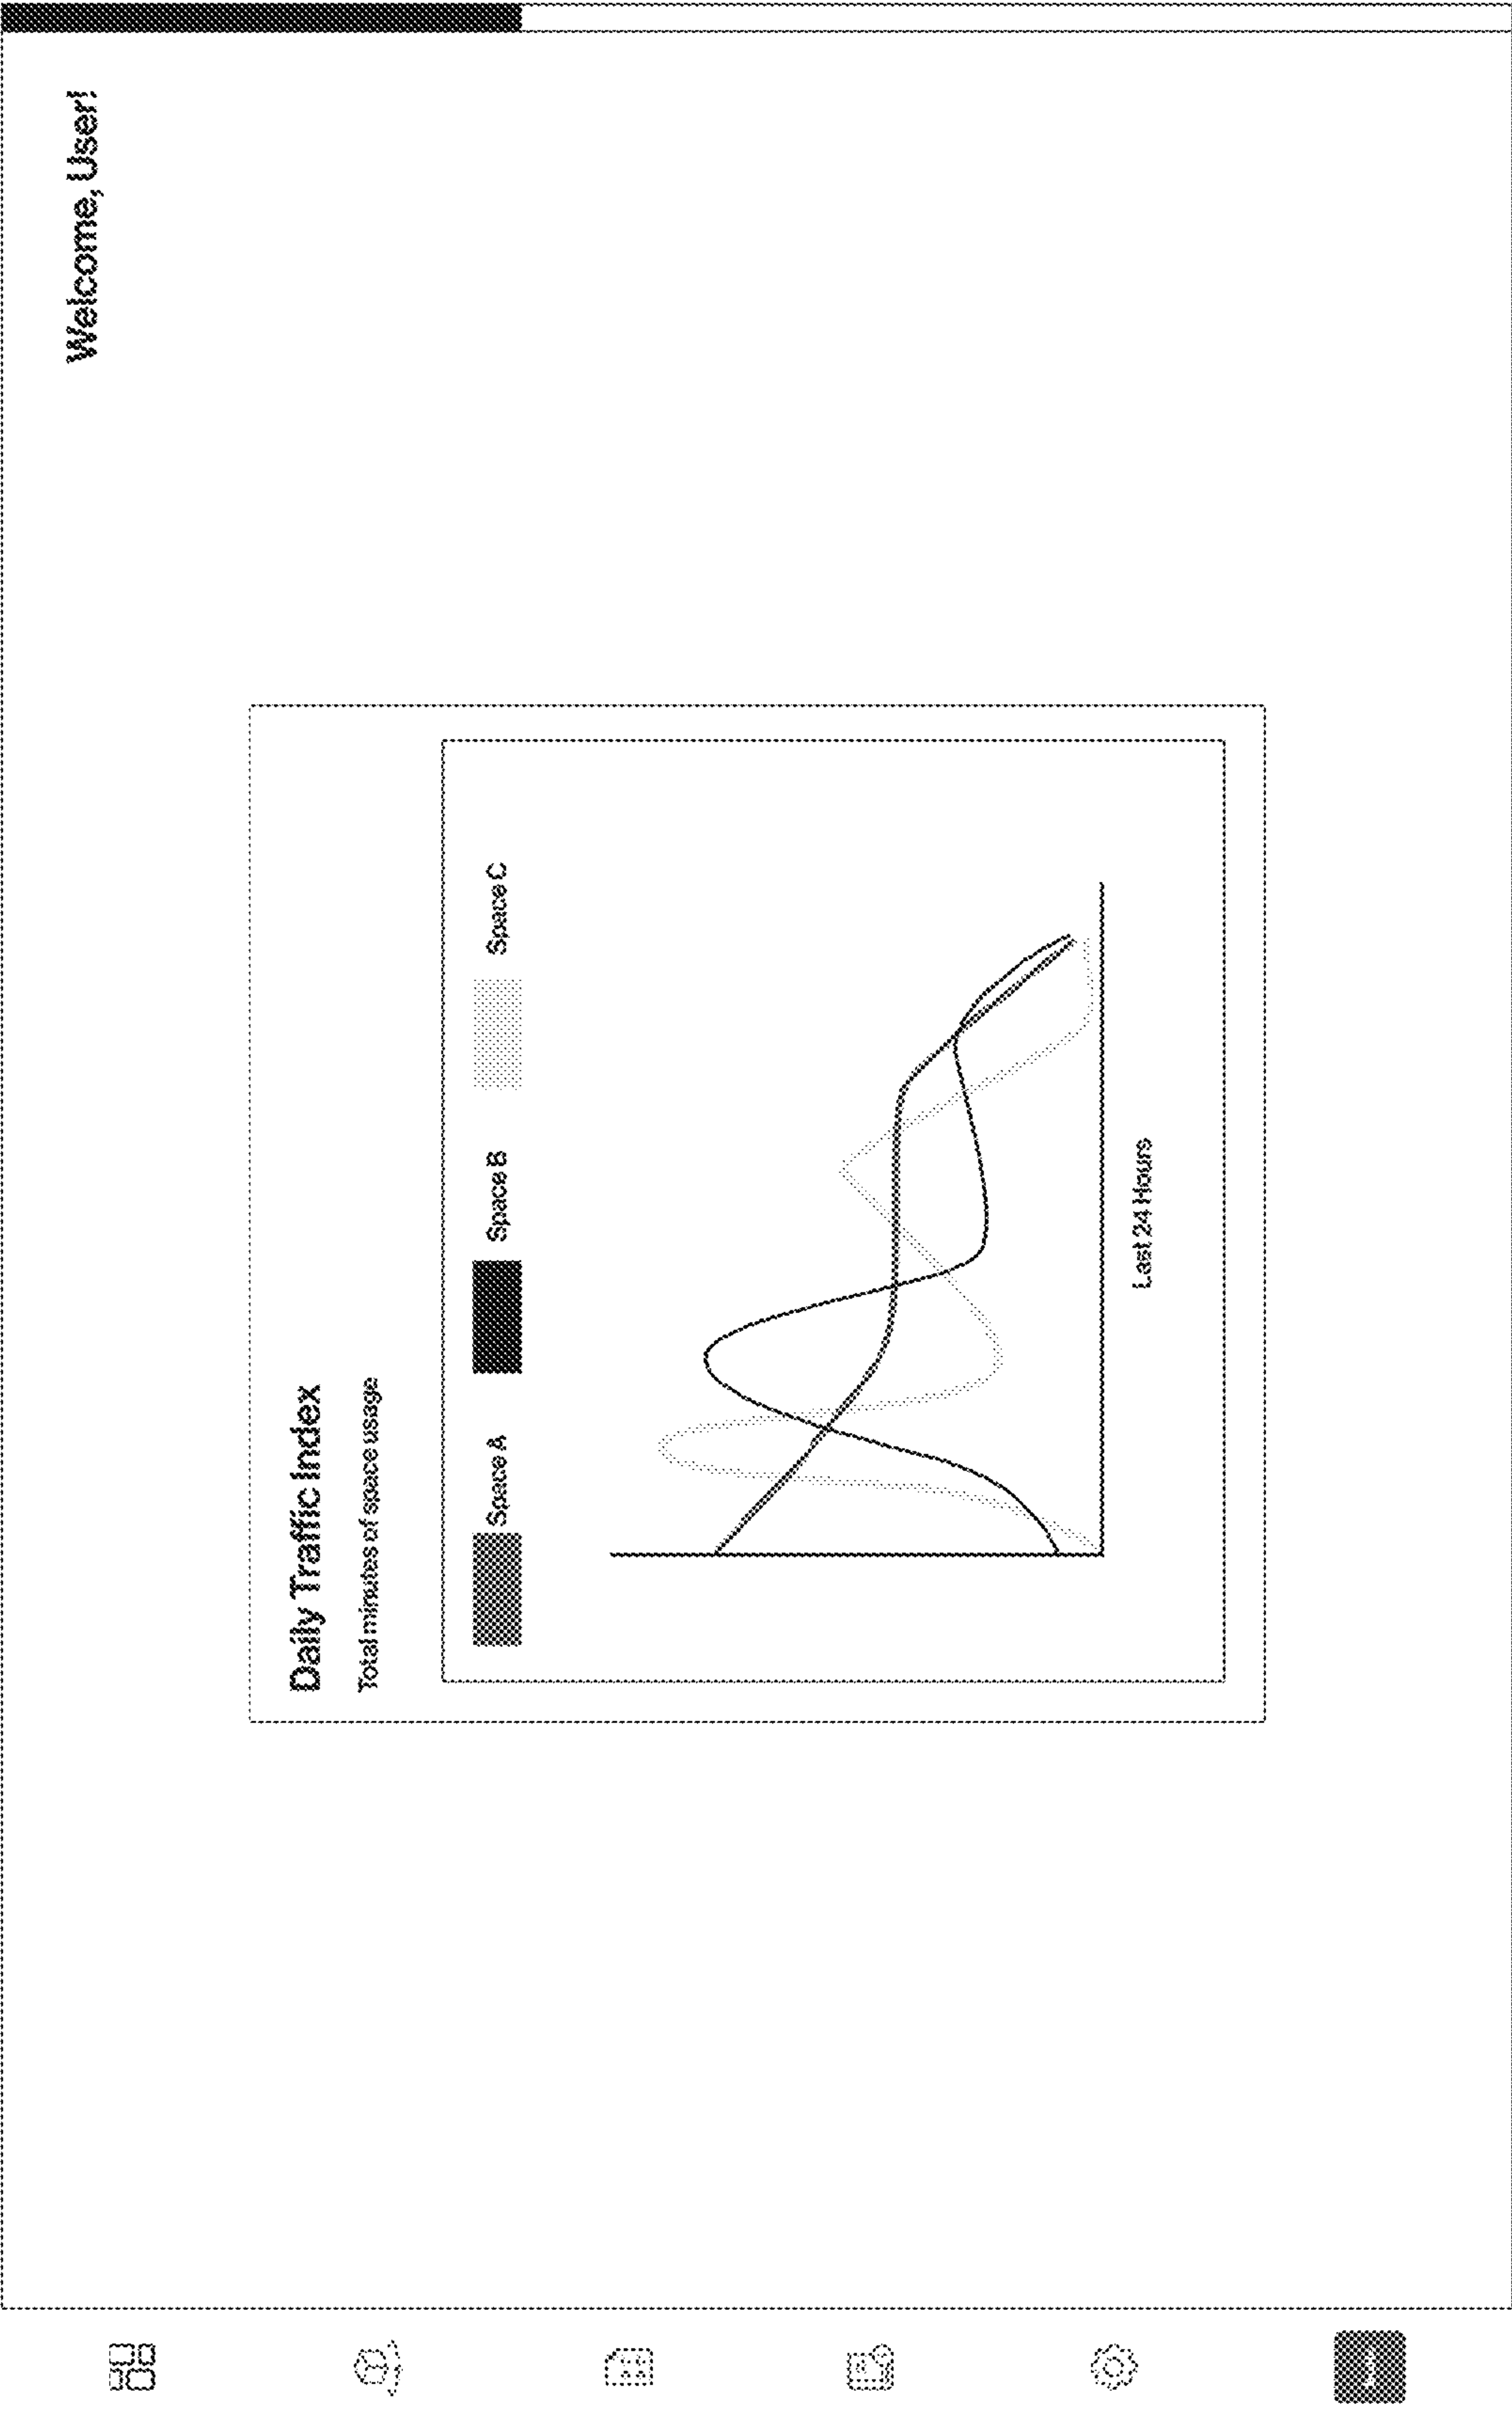 Welcome, User!
Daily Traffic Index
Total minutes of space usage
Space A
Space B
Space C
Last 24 Hours